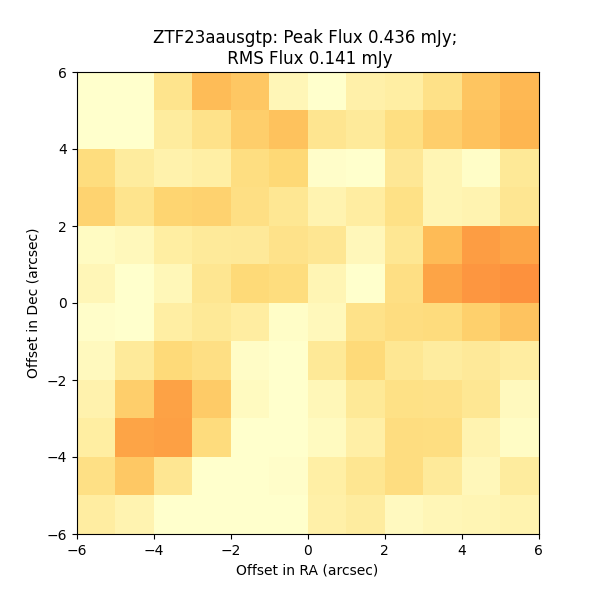 ZTF23aausgtp: Peak Flux 0.436 mJy;
RMS Flux 0.141 mJy
6
4
2
0
−2
−4
−6
Offset in Dec (arcsec)
−6 −4 −2 0 2 4 6
Offset in RA (arcsec)